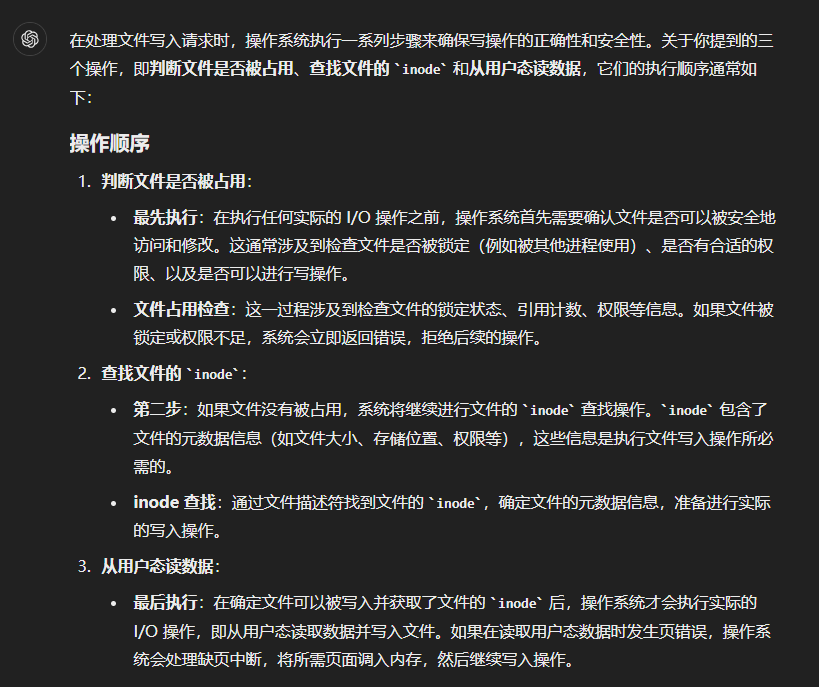 在处理文件写入请求时，操作系统执行一系列步骤来确保写操作的正确性和安全性。关于你提到的三
个操作，即判断文件是否被占用、查找文件的 `inode` 和从用户态读数据，它们的执行顺序通常如
下：
操作顺序
1. 判断文件是否被占用：
• 最先执行：在执行任何实际的 I/O 操作之前，操作系统首先需要确认文件是否可以被安全地
访问和修改。这通常涉及到检查文件是否被锁定（例如被其他进程使用）、是否有合适的权
限、以及是否可以进行写操作。
• 文件占用检查：这一过程涉及到检查文件的锁定状态、引用计数、权限等信息。如果文件被
锁定或权限不足，系统会立即返回错误，拒绝后续的操作。
2. 查找文件的 `inode`：
• 第二步：如果文件没有被占用，系统将继续进行文件的 `inode` 查找操作。`inode` 包含了
文件的元数据信息（如文件大小、存储位置、权限等），这些信息是执行文件写入操作所必
需的。
• inode 查找：通过文件描述符找到文件的 `inode`，确定文件的元数据信息，准备进行实际
的写入操作。
3. 从用户态读数据：
• 最后执行：在确定文件可以被写入并获取了文件的 `inode` 后，操作系统才会执行实际的
I/O 操作，即从用户态读取数据并写入文件。如果在读取用户态数据时发生页错误，操作系
统会处理缺页中断，将所需页面调入内存，然后继续写入操作。